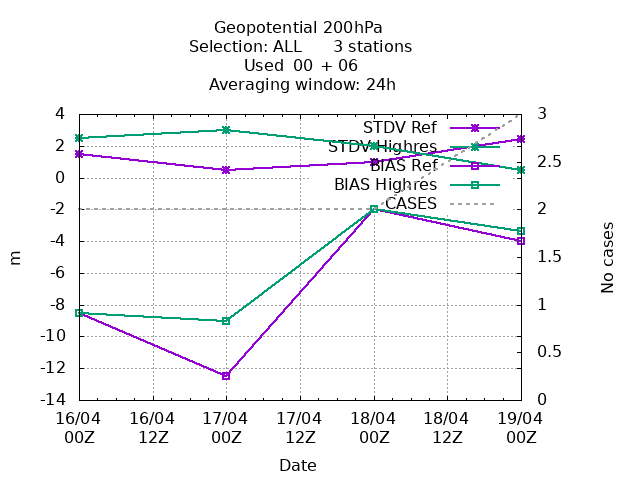 Geopotential 200hPa
Selection: ALL 3 stations
Used 00 + 06
Averaging window: 24h
4
2
0
-2
-4
-6
-8
-10
-12
-14
m
3
2.5
2
1.5
1
0.5
0
No cases
STDV Ref
STDV Highres
BIAS Ref
BIAS Highres
CASES
16/04 16/04 17/04 17/04 18/04 18/04 19/04
00Z 12Z 00Z 12Z 00Z 12Z 00Z
Date